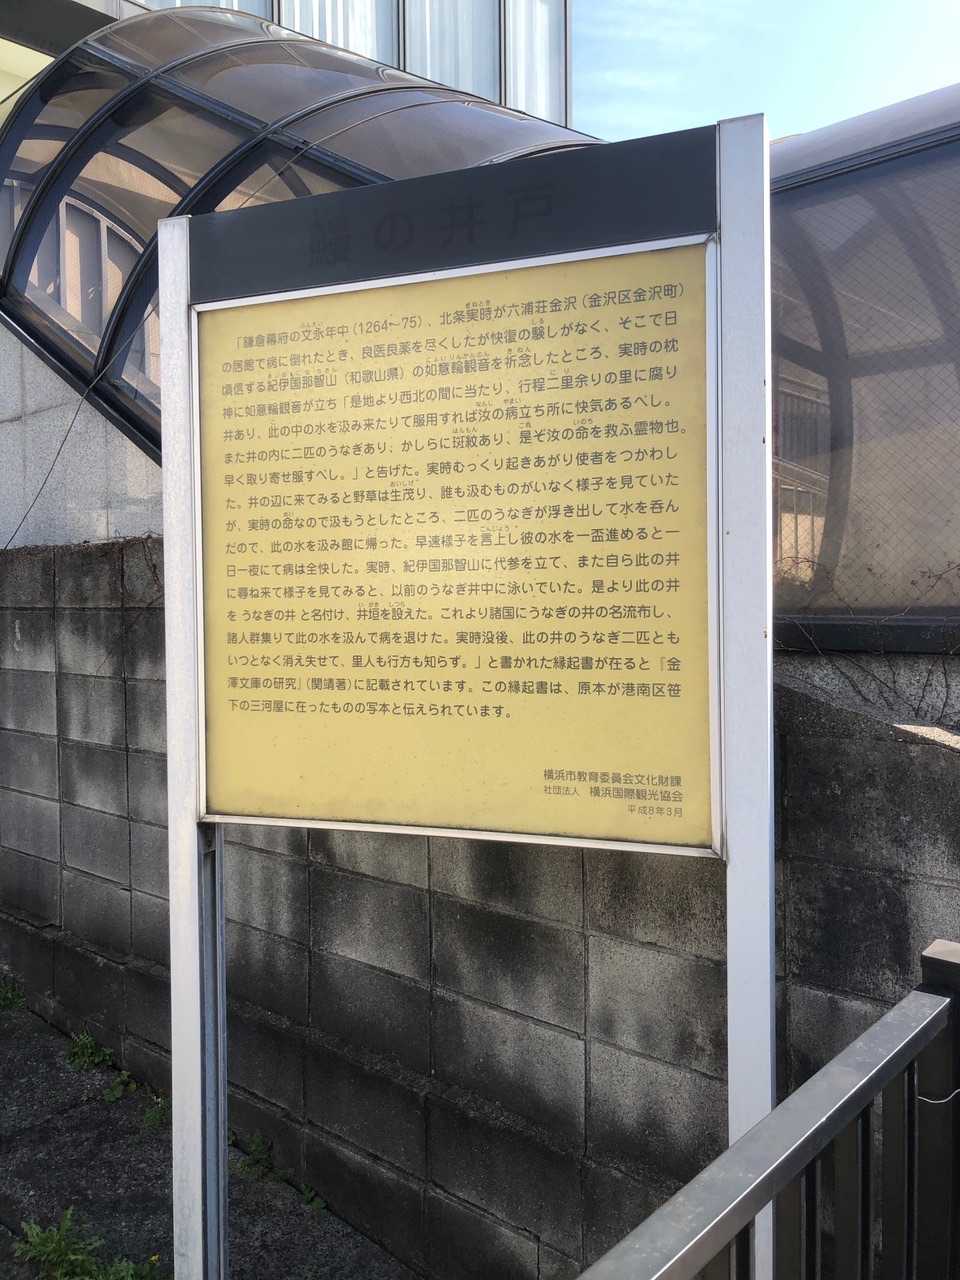 鰻の井戸
「鎌倉幕府の文永年中（1264～75）、北条実時が六浦荘金沢（金沢区金沢町）
の居館で病に倒れたとき、良医良薬を尽くしたが快復の験しがなく、そこで日
頃信する紀伊国那智山（和歌山県）の如意輪観音を祈念したところ、実時の枕
神に如意輪観音が立ち「是地より西北の間に当たり、行程二里余りの里に腐り
井あり、此の中の水を汲み来たりて服用すれば汝の病立ち所に快気あるべし。
また井の内に二匹のうなぎあり、かしらに斑紋あり、是ぞ汝の命を救ふ霊物也。
早く取り寄せ服すべし。」と告げた。実時むっくり起きあがり使者をつかわし
た。井の辺に来てみると野草は生茂り、誰も汲むものがいなく様子を見ていた
が、実時の命なので汲もうとしたところ、二匹のうなぎが浮き出して水を呑ん
だので、此の水を汲み館に帰った。早速様子を言上し彼の水を一盃進めると一
日一夜にて病は全快した。実時、紀伊国那智山に代参を立て、また自ら此の井
に尋ね来て様子を見てみると、以前のうなぎ井中に泳いでいた。是より此の井
を うなぎの井 と名付け、井垣を設えた。これより諸国にうなぎの井の名流布し、
諸人群集りて此の水を汲んで病を退けた。実時没後、此の井のうなぎ二匹とも
いつとなく消え失せて、里人も行方も知らず。」と書かれた縁起書が在ると『金
澤文庫の研究』（関靖著）に記載されています。この縁起書は、原本が港南区笹
下の三河屋に在ったものの写本と伝えられています。
横浜市教育委員会文化財課
社団法人 横浜国際観光協会
平成8年3月